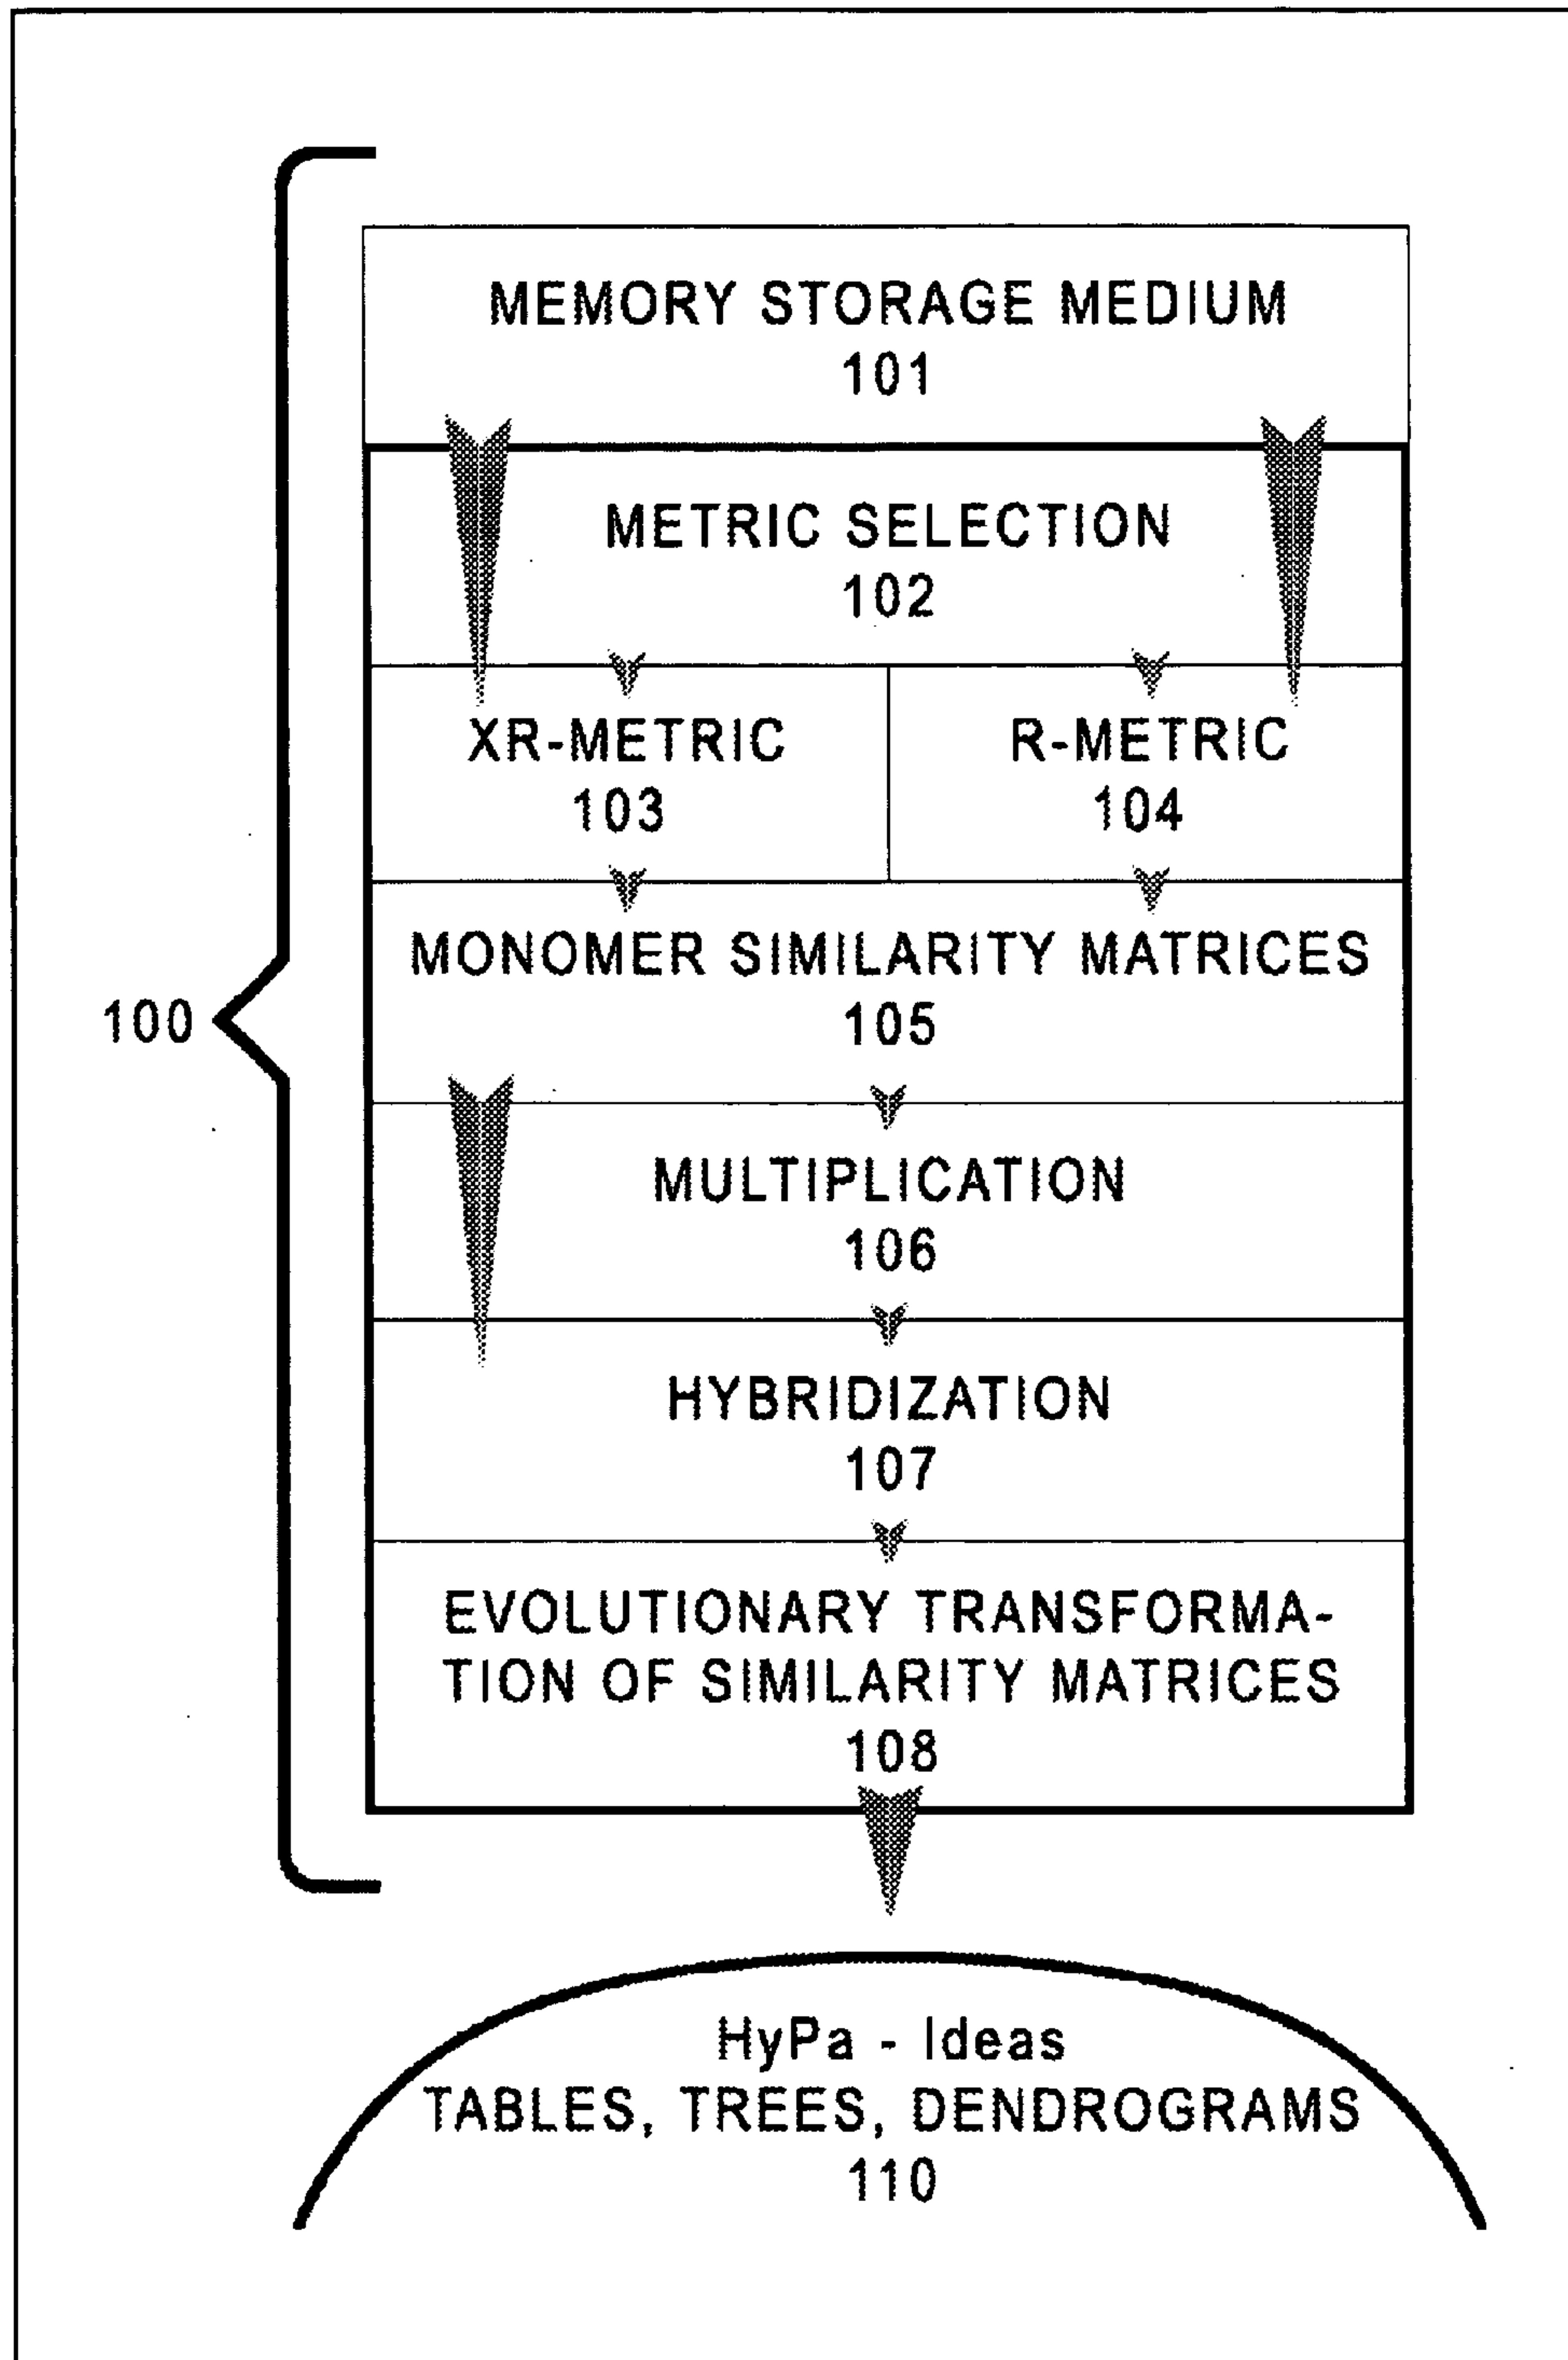 MEMORY STORAGE MEDIUM
101
METRIC SELECTION
102
XR-METRIC
103
R-METRIC
104
MONOMER SIMILARITY MATRICES
105
100
MULTIPLICATION
106
HYBRIDIZATION
107
EVOLUTIONARY TRANSFORMA-
TION OF SIMILARITY MATRICES
108
HyPa - Ideas
TABLES, TREES, DENDROGRAMS
110